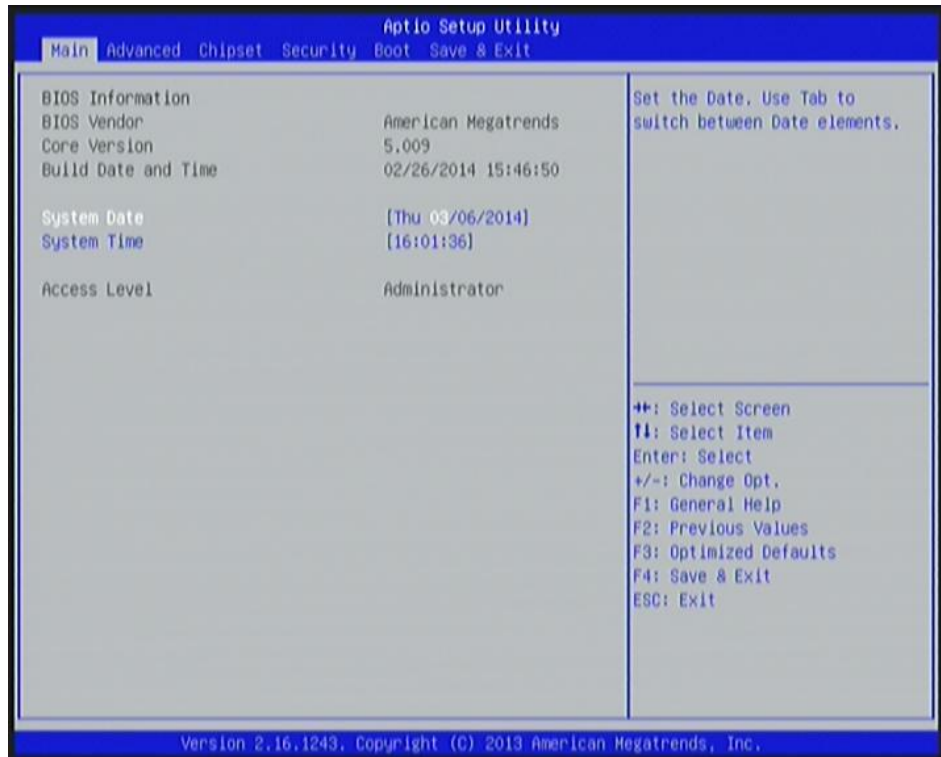 Aptio Setup Utility
Main Advanced Chipset Security Boot Save & Exit
BIOS Information
BIOS Vendor American Megatrends
Core Version 5.009
Build Date and Time 02/26/2014 15:46:50
System Date [Thu 03/06/2014]
System Time [16:01:36]
Access Level Administrator
Set the Date. Use Tab to
switch between Date elements.
→←: Select Screen
↑↓: Select Item
Enter: Select
+/-: Change Opt.
F1: General Help
F2: Previous Values
F3: Optimized Defaults
F4: Save & Exit
ESC: Exit
Version 2.16.1243. Copyright (C) 2013 American Megatrends, Inc.